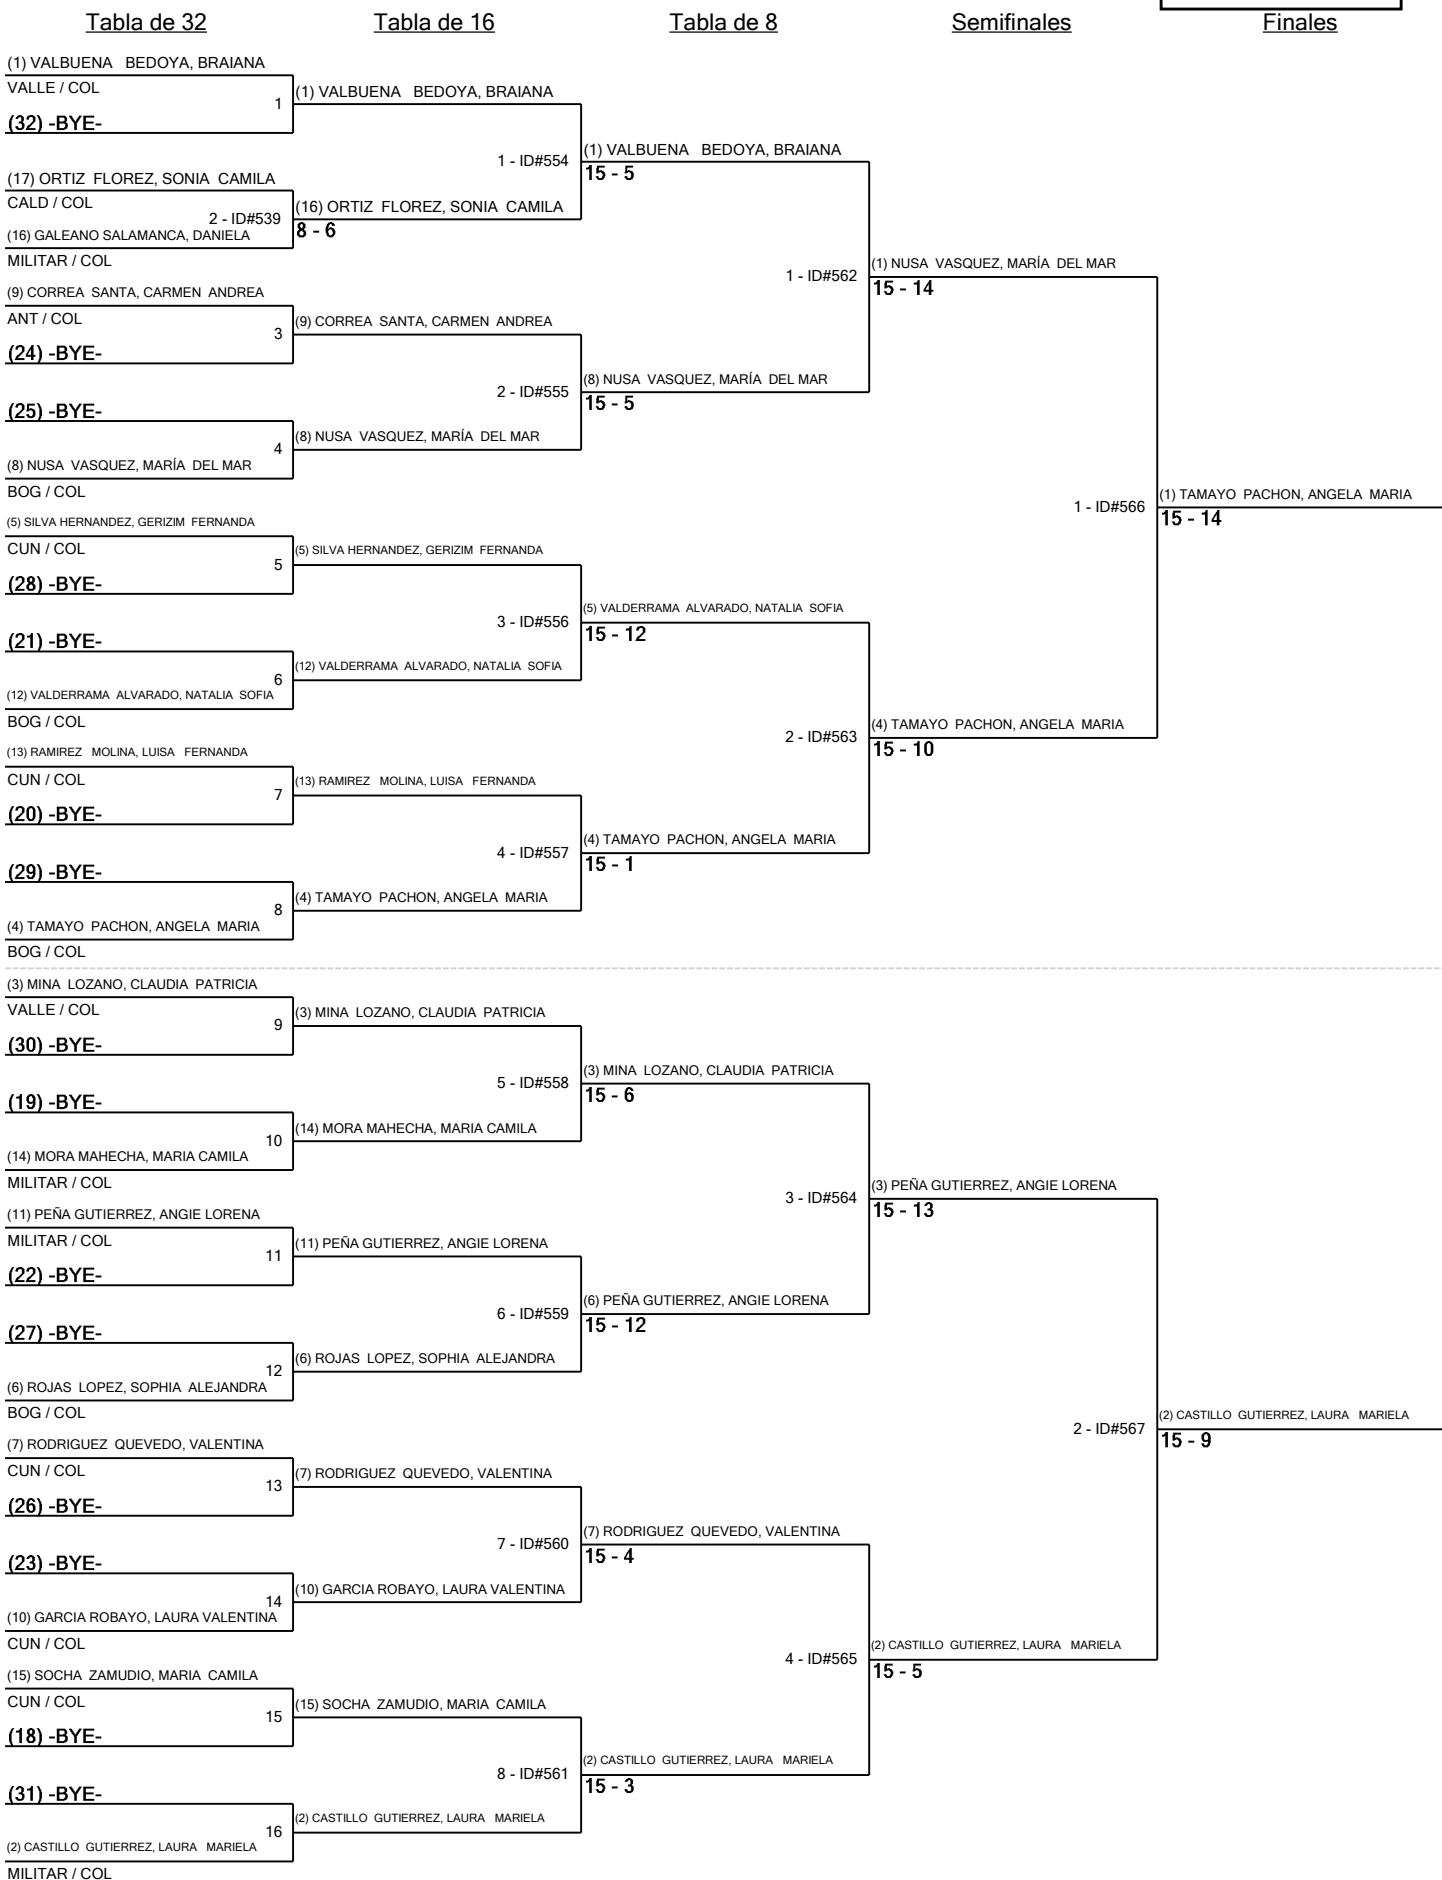 Tabla de 32
Tabla de 16
Tabla de 8
Semifinales
Finales
(1) VALBUENA BEDOYA, BRAIANA
VALLE / COL
1
(32) -BYE-
(17) ORTIZ FLOREZ, SONIA CAMILA
CALD / COL
2 - ID#539
(16) GALEANO SALAMANCA, DANIELA
MILITAR / COL
(9) CORREA SANTA, CARMEN ANDREA
ANT / COL
3
(24) -BYE-
(25) -BYE-
4
(8) NUSA VASQUEZ, MARÍA DEL MAR
BOG / COL
(5) SILVA HERNANDEZ, GERIZIM FERNANDA
CUN / COL
5
(28) -BYE-
(21) -BYE-
6
(12) VALDERRAMA ALVARADO, NATALIA SOFIA
BOG / COL
(13) RAMIREZ MOLINA, LUISA FERNANDA
CUN / COL
7
(20) -BYE-
(29) -BYE-
8
(4) TAMAYO PACHON, ANGELA MARIA
BOG / COL
(3) MINA LOZANO, CLAUDIA PATRICIA
VALLE / COL
9
(30) -BYE-
(19) -BYE-
10
(14) MORA MAHECHA, MARIA CAMILA
MILITAR / COL
(11) PEÑA GUTIERREZ, ANGIE LORENA
MILITAR / COL
11
(22) -BYE-
(27) -BYE-
12
(6) ROJAS LOPEZ, SOPHIA ALEJANDRA
BOG / COL
(7) RODRIGUEZ QUEVEDO, VALENTINA
CUN / COL
13
(26) -BYE-
(23) -BYE-
14
(10) GARCIA ROBAYO, LAURA VALENTINA
CUN / COL
(15) SOCHA ZAMUDIO, MARIA CAMILA
CUN / COL
15
(18) -BYE-
(31) -BYE-
16
(2) CASTILLO GUTIERREZ, LAURA MARIELA
MILITAR / COL
(1) VALBUENA BEDOYA, BRAIANA
1 - ID#554
(16) ORTIZ FLOREZ, SONIA CAMILA
8 - 6
(9) CORREA SANTA, CARMEN ANDREA
2 - ID#555
(8) NUSA VASQUEZ, MARÍA DEL MAR
(5) SILVA HERNANDEZ, GERIZIM FERNANDA
3 - ID#556
(12) VALDERRAMA ALVARADO, NATALIA SOFIA
(13) RAMIREZ MOLINA, LUISA FERNANDA
4 - ID#557
(4) TAMAYO PACHON, ANGELA MARIA
(3) MINA LOZANO, CLAUDIA PATRICIA
5 - ID#558
(14) MORA MAHECHA, MARIA CAMILA
(11) PEÑA GUTIERREZ, ANGIE LORENA
6 - ID#559
(6) ROJAS LOPEZ, SOPHIA ALEJANDRA
(7) RODRIGUEZ QUEVEDO, VALENTINA
7 - ID#560
(10) GARCIA ROBAYO, LAURA VALENTINA
(15) SOCHA ZAMUDIO, MARIA CAMILA
8 - ID#561
(2) CASTILLO GUTIERREZ, LAURA MARIELA
(1) VALBUENA BEDOYA, BRAIANA
15 - 5
1 - ID#562
(8) NUSA VASQUEZ, MARÍA DEL MAR
15 - 5
(5) VALDERRAMA ALVARADO, NATALIA SOFIA
15 - 12
2 - ID#563
(4) TAMAYO PACHON, ANGELA MARIA
15 - 1
(3) MINA LOZANO, CLAUDIA PATRICIA
15 - 6
3 - ID#564
(6) PEÑA GUTIERREZ, ANGIE LORENA
15 - 12
(7) RODRIGUEZ QUEVEDO, VALENTINA
15 - 4
4 - ID#565
(2) CASTILLO GUTIERREZ, LAURA MARIELA
15 - 3
(1) NUSA VASQUEZ, MARÍA DEL MAR
15 - 14
1 - ID#566
(4) TAMAYO PACHON, ANGELA MARIA
15 - 10
(3) PEÑA GUTIERREZ, ANGIE LORENA
15 - 13
2 - ID#567
(2) CASTILLO GUTIERREZ, LAURA MARIELA
15 - 5
(1) TAMAYO PACHON, ANGELA MARIA
15 - 14
(2) CASTILLO GUTIERREZ, LAURA MARIELA
15 - 9